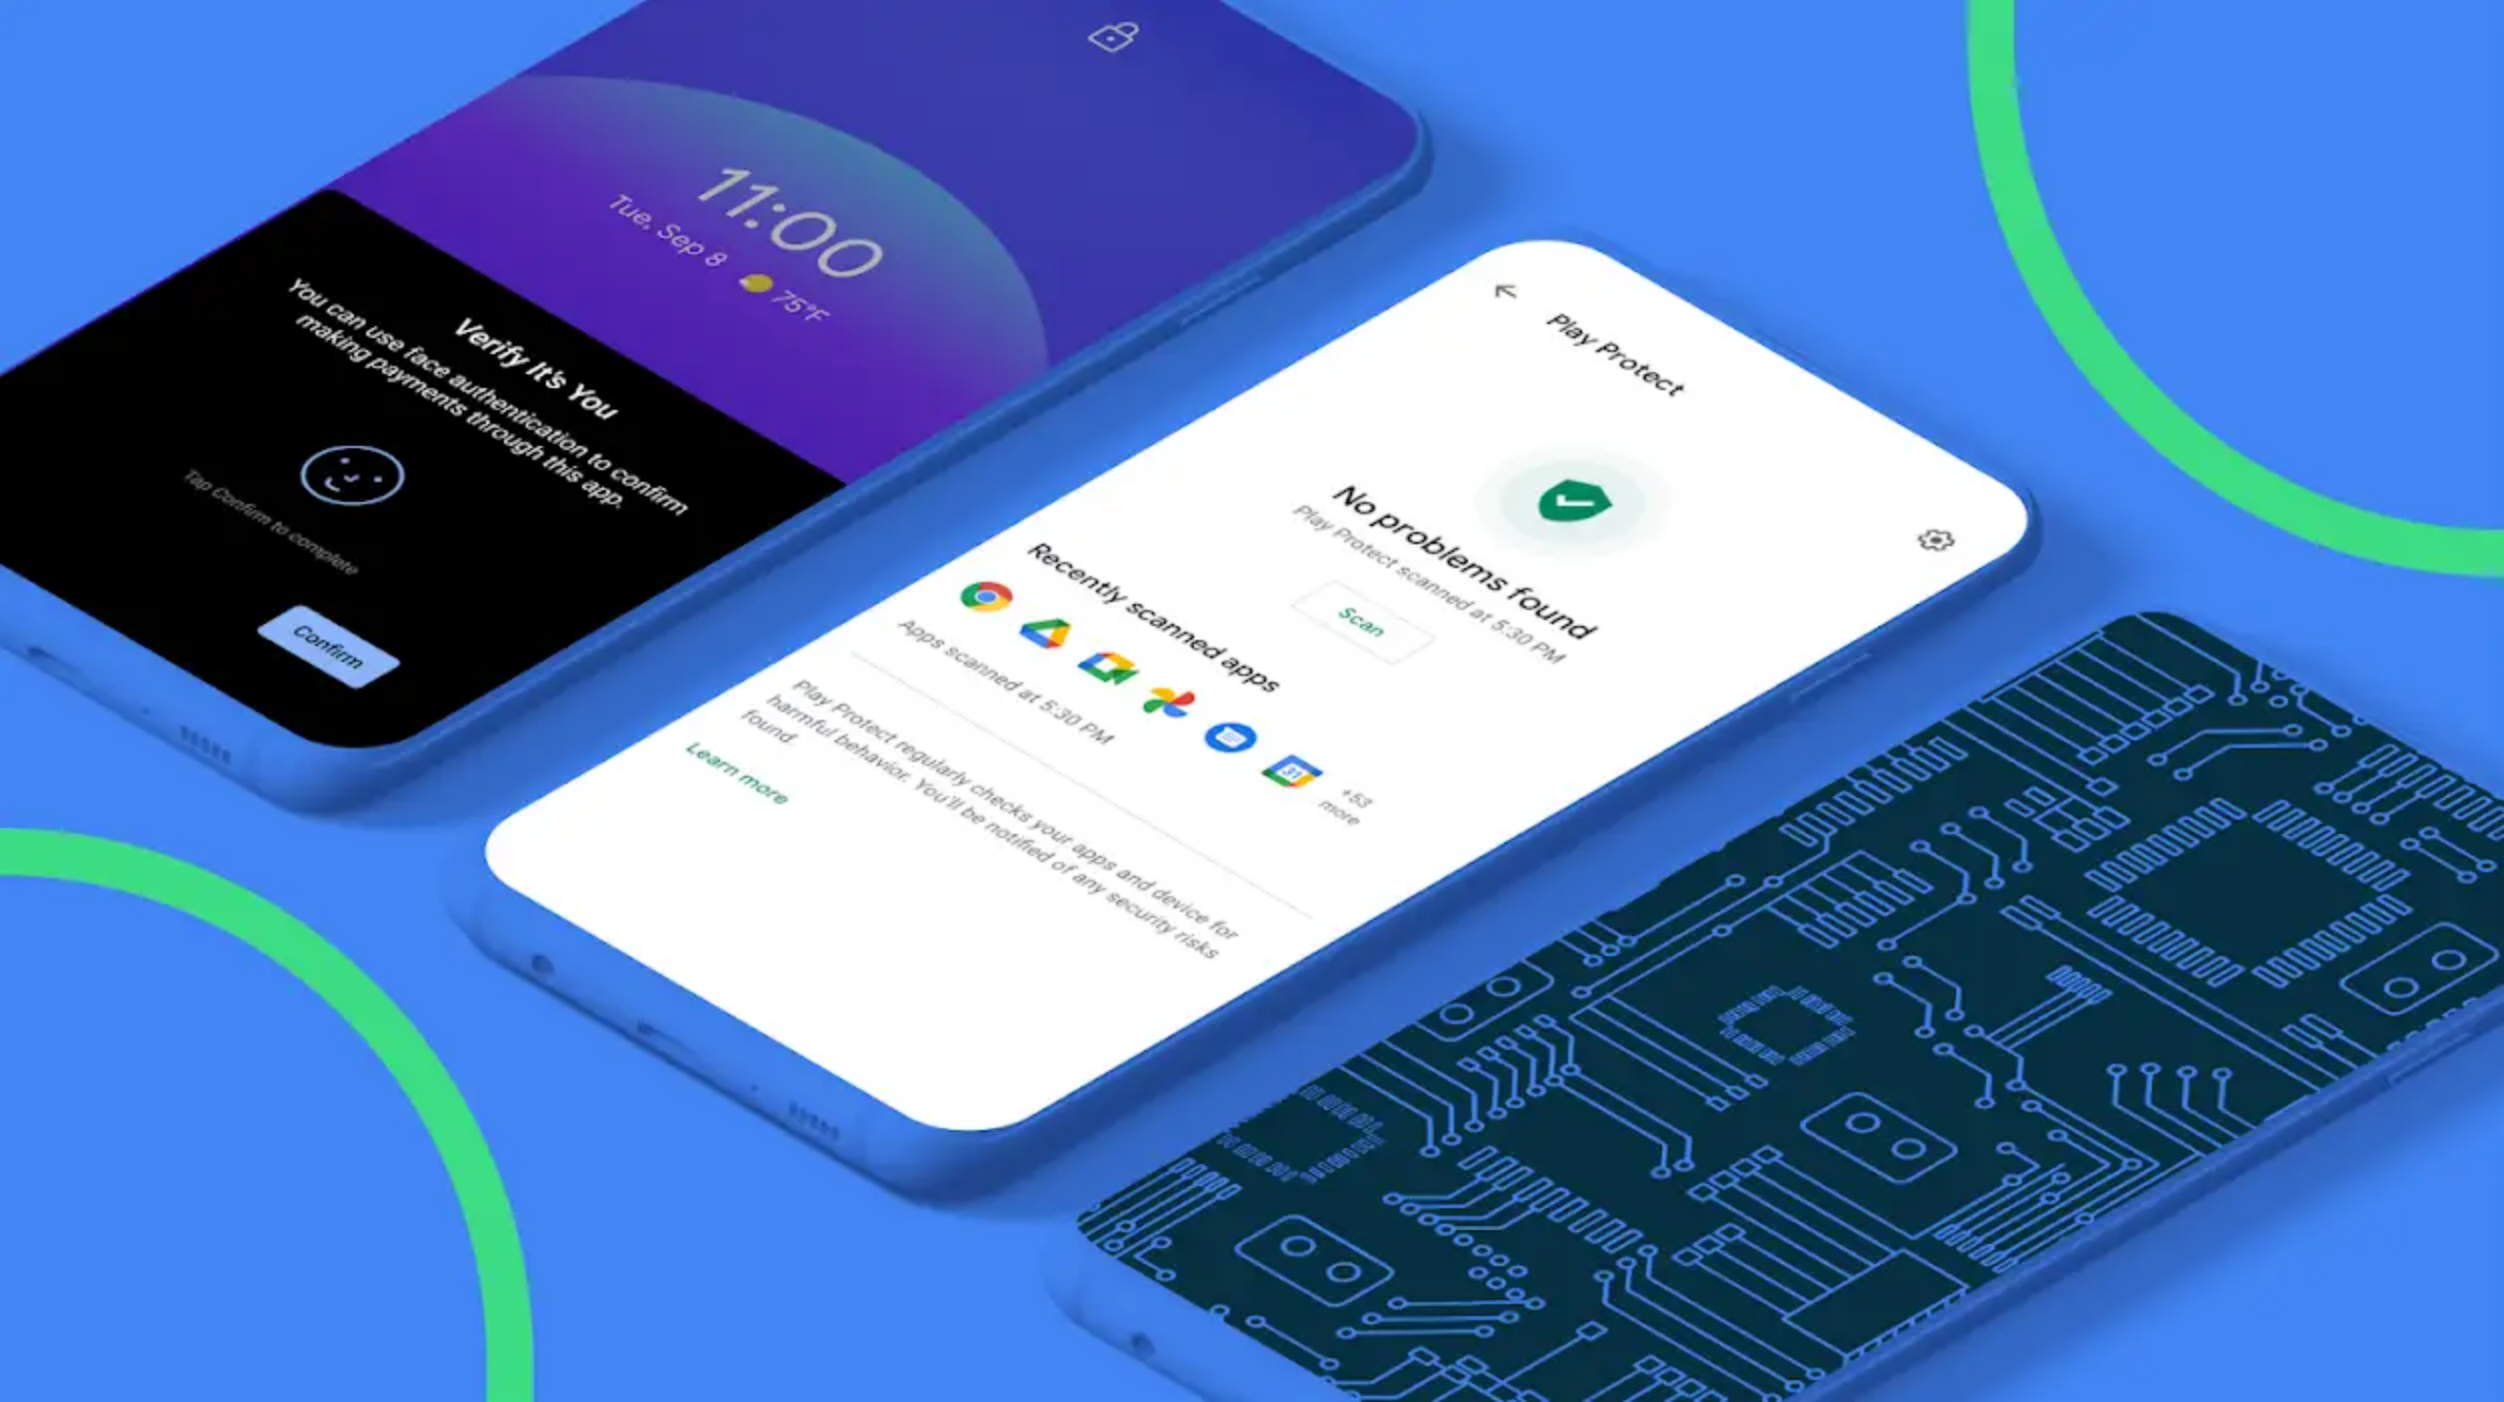 11:00
Tue, Sep 8 75°F
Verify It's You
You can use face authentication to confirm
making payments through this app.
Tap Confirm to complete
Confirm
Play Protect
No problems found
Play Protect scanned at 5:30 PM
Scan
Recently scanned apps
31
+53
more
Apps scanned at 5:30 PM
Play Protect regularly checks your apps and device for
harmful behavior. You'll be notified of any security risks
found.
Learn more